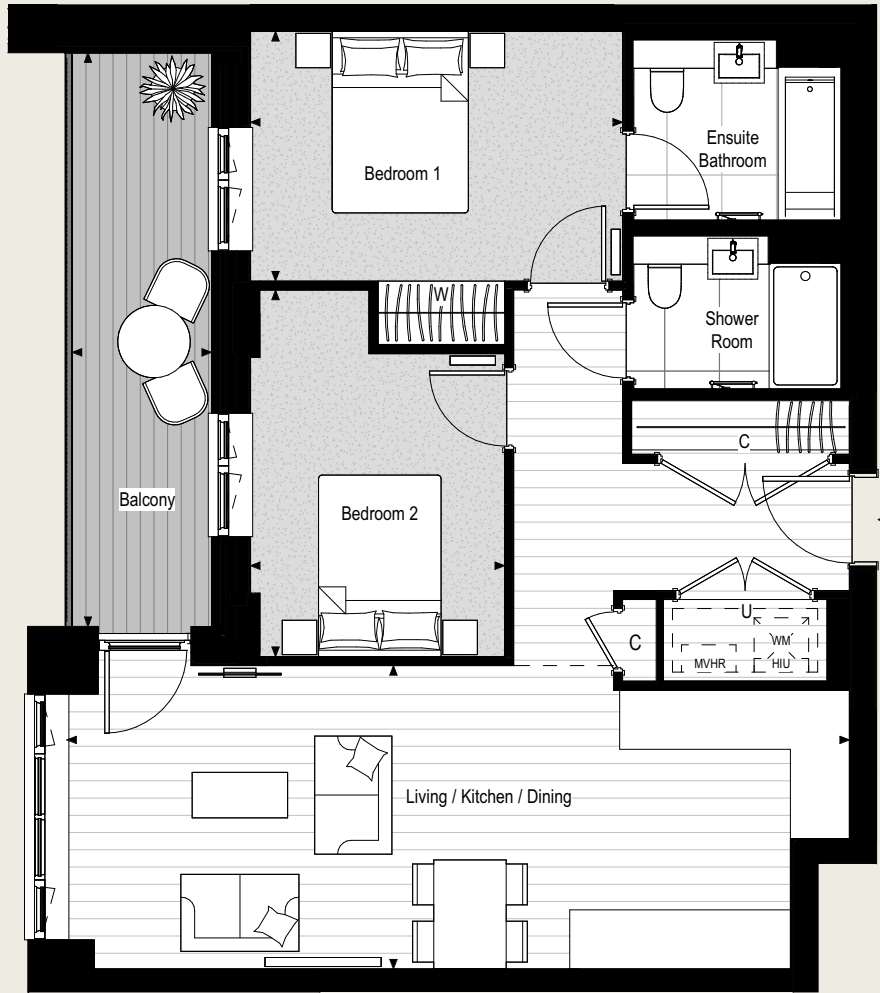 Ensuite
Bathroom
Bedroom 1
W
Shower
Room
C
Balcony
Bedroom 2
U
C
WM
MVHR
HIU
Living / Kitchen / Dining